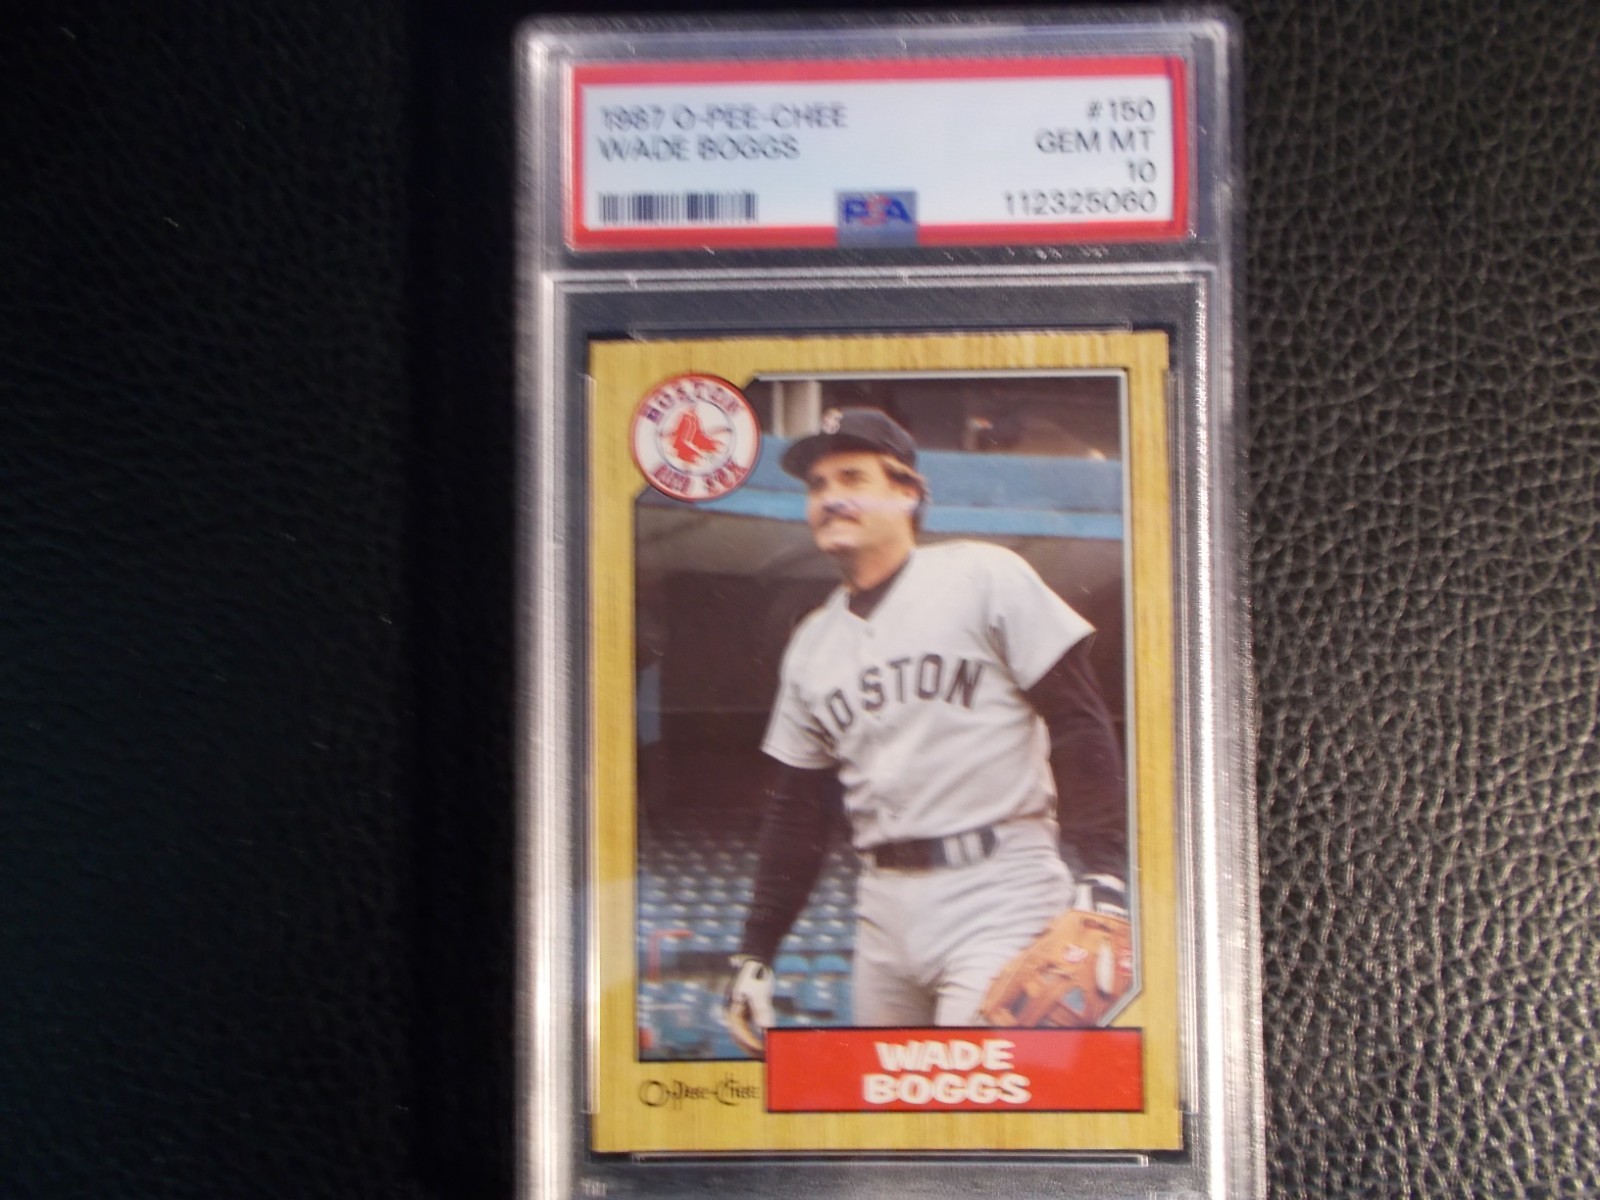 1987 O-PEE-CHEE #150
WADE BOGGS GEM MT
10
PSA 112325060
BOSTON
RED SOX
BOSTON
O-Pee-Chee
WADE
BOGGS